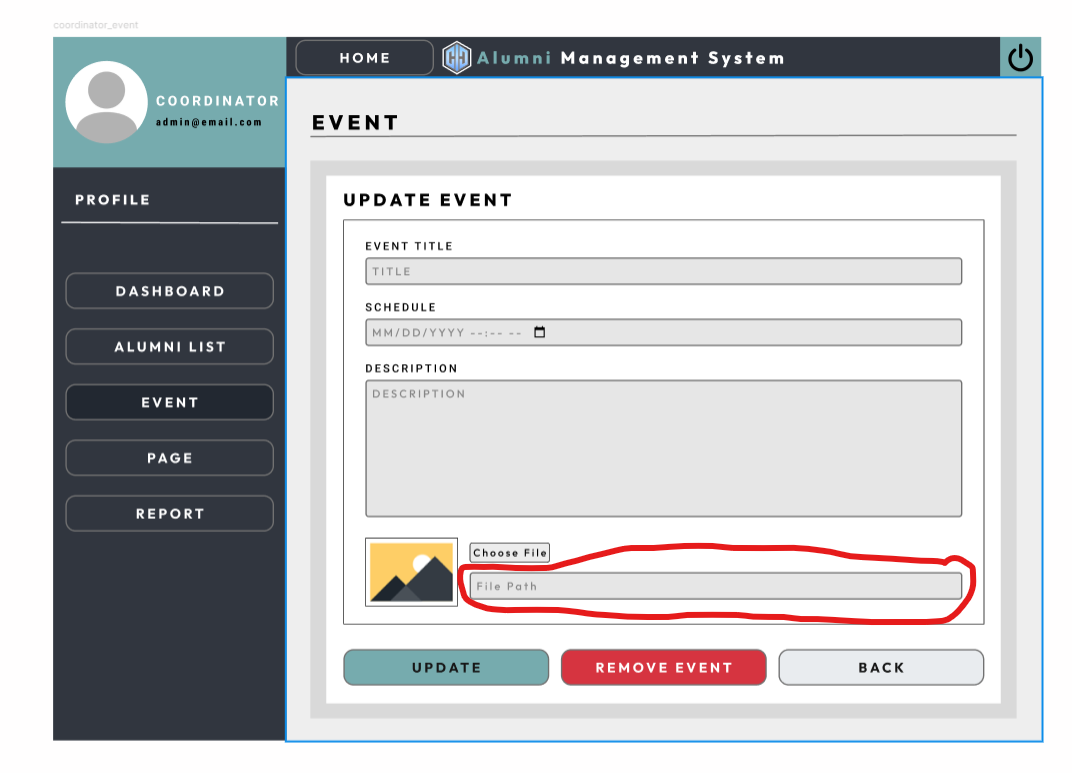 coordinator_event
HOME
Alumni Management System
COORDINATOR
admin@email.com
EVENT
PROFILE
UPDATE EVENT
EVENT TITLE
TITLE
DASHBOARD
SCHEDULE
MM/DD/YYYY --:-- --
ALUMNI LIST
DESCRIPTION
DESCRIPTION
EVENT
PAGE
REPORT
Choose File
File Path
UPDATE
REMOVE EVENT
BACK